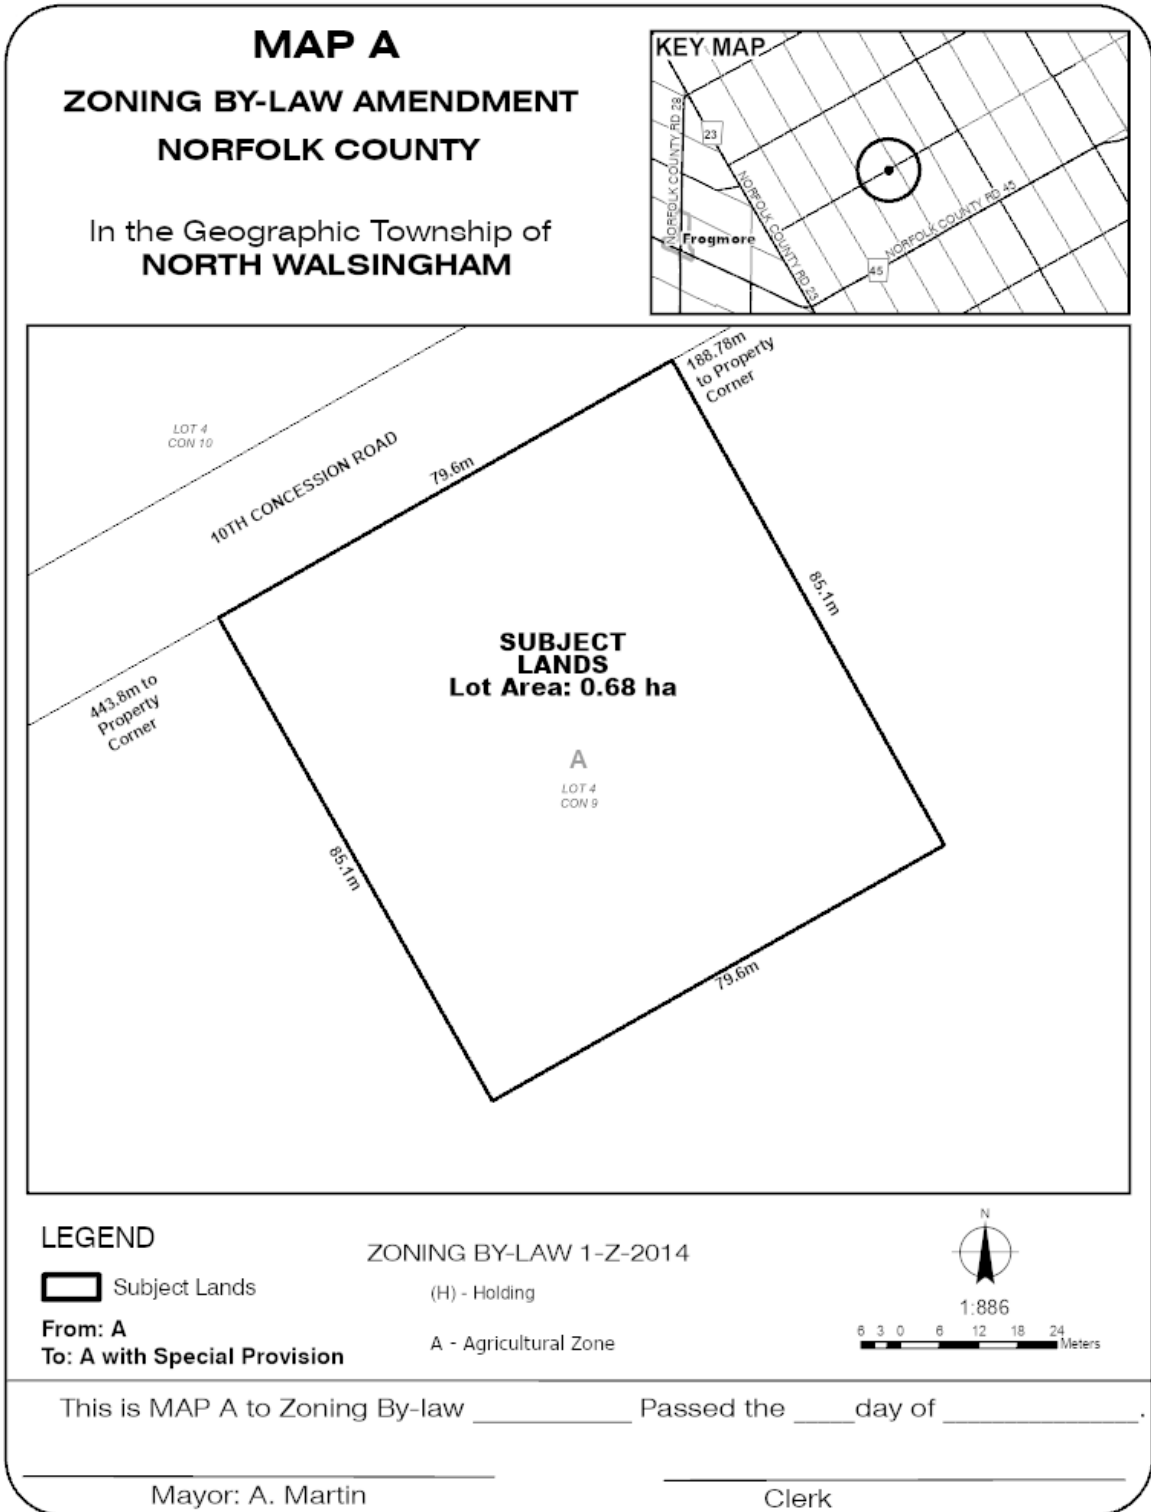 MAP A
ZONING BY-LAW AMENDMENT
NORFOLK COUNTY
In the Geographic Township of
NORTH WALSINGHAM
KEY MAP
NORFOLK COUNTY RD 28
23
NORFOLK COUNTY RD 23
Frogmore
NORFOLK COUNTY RD 45
45
188.78m
to Property
Corner
LOT 4
CON 10
10TH CONCESSION ROAD
79.6m
85.1m
SUBJECT
LANDS
Lot Area: 0.68 ha
443.8m to
Property
Corner
A
LOT 4
CON 9
85.1m
79.6m
LEGEND
Subject Lands
From: A
To: A with Special Provision
ZONING BY-LAW 1-Z-2014
(H) - Holding
A - Agricultural Zone
N
1:886
6 3 0 6 12 18 24
Meters
This is MAP A to Zoning By-law ____________ Passed the _____day of _______________.
Mayor: A. Martin
Clerk